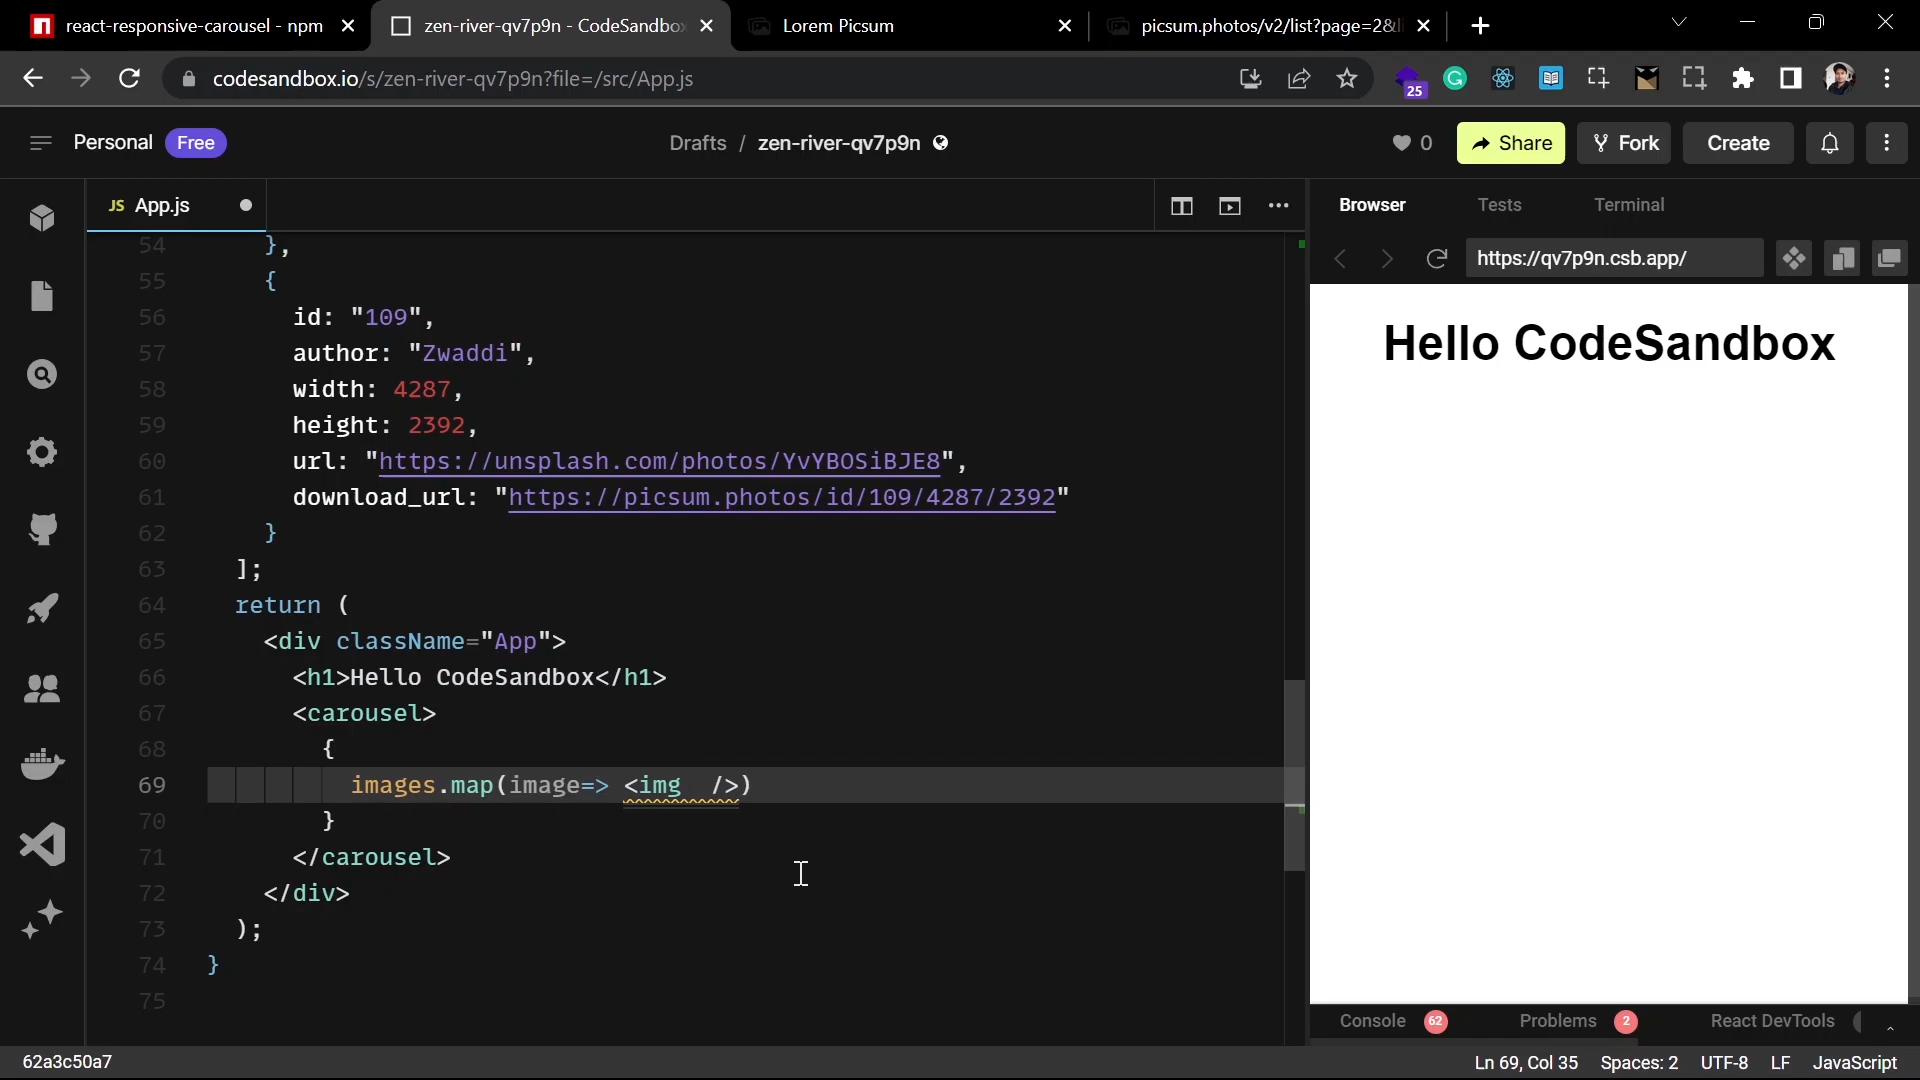 react-responsive-carousel - npm
zen-river-qv7p9n - CodeSandbo
Lorem Picsum
picsum.photos/v2/list?page=2&li
codesandbox.io/s/zen-river-qv7p9n?file=/src/App.js
25
Personal Free
Drafts / zen-river-qv7p9n
0
Share
Fork
Create
JS App.js
Browser
Tests
Terminal
https://qv7p9n.csb.app/
54 },
55 {
56 id: "109",
57 author: "Zwaddi",
58 width: 4287,
59 height: 2392,
60 url: "https://unsplash.com/photos/YvYBOSiBJE8",
61 download_url: "https://picsum.photos/id/109/4287/2392"
62 }
63 ];
64 return (
65 <div className="App">
66 <h1>Hello CodeSandbox</h1>
67 <carousel>
68 {
69 images.map(image=> <img  />)
70 }
71 </carousel>
72 </div>
73 );
74 }
75
Hello CodeSandbox
Console 62
Problems 2
React DevTools
62a3c50a7
Ln 69, Col 35 Spaces: 2 UTF-8 LF JavaScript